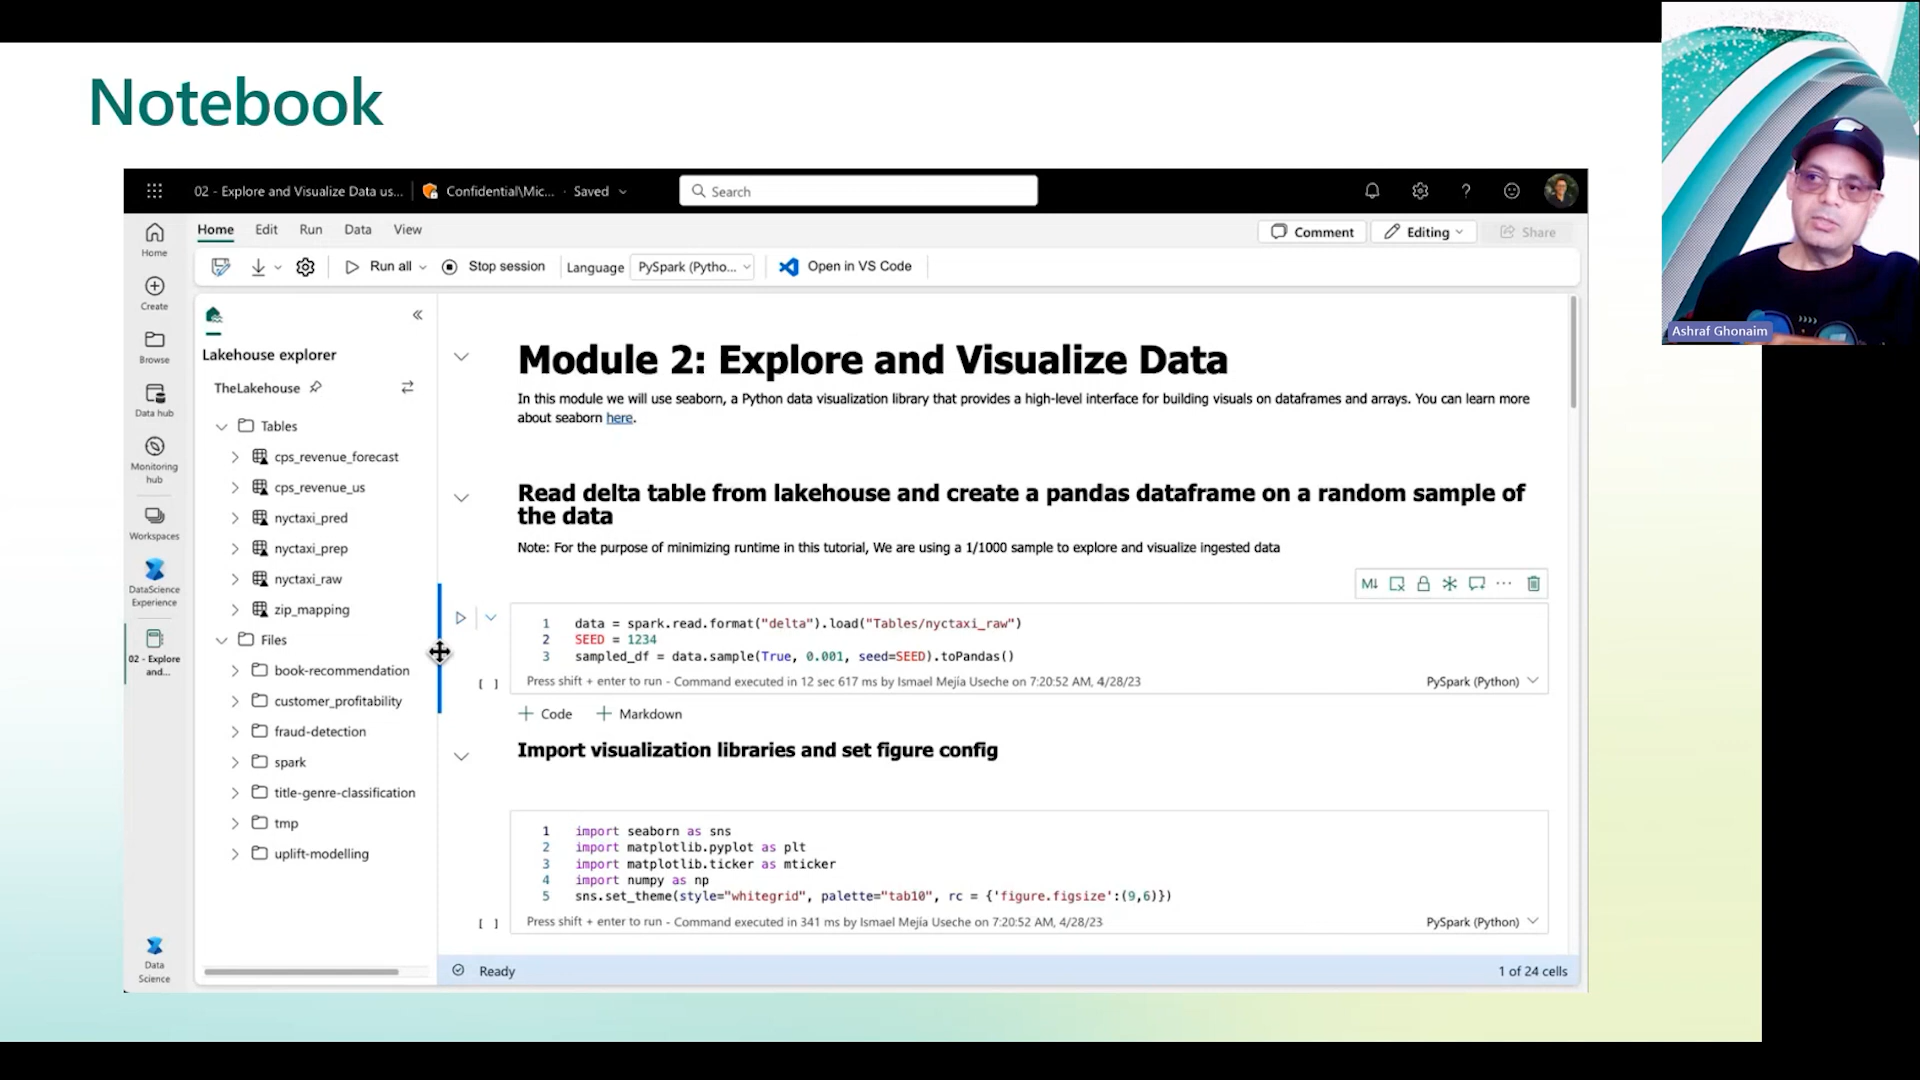 Notebook
02 - Explore and Visualize Data us...
Confidential\Mic...
· Saved
Search
?
Home
Edit
Run
Data
View
Comment
Editing
Share
Run all
Stop session
Language
PySpark (Pytho...
Open in VS Code
Home
Create
Browse
Data hub
Monitoring
hub
Workspaces
DataScience
Experience
02 - Explore
and...
Data
Science
Lakehouse explorer
TheLakehouse
Tables
cps_revenue_forecast
cps_revenue_us
nyctaxi_pred
nyctaxi_prep
nyctaxi_raw
zip_mapping
Files
book-recommendation
customer_profitability
fraud-detection
spark
title-genre-classification
tmp
uplift-modelling
Module 2: Explore and Visualize Data
In this module we will use seaborn, a Python data visualization library that provides a high-level interface for building visuals on dataframes and arrays. You can learn more
about seaborn here.
Read delta table from lakehouse and create a pandas dataframe on a random sample of
the data
Note: For the purpose of minimizing runtime in this tutorial, We are using a 1/1000 sample to explore and visualize ingested data
M↓
...
1 data = spark.read.format("delta").load("Tables/nyctaxi_raw")
2 SEED = 1234
3 sampled_df = data.sample(True, 0.001, seed=SEED).toPandas()
[ ]
Press shift + enter to run - Command executed in 12 sec 617 ms by Ismael Mejía Useche on 7:20:52 AM, 4/28/23
PySpark (Python)
+ Code
+ Markdown
Import visualization libraries and set figure config
1 import seaborn as sns
2 import matplotlib.pyplot as plt
3 import matplotlib.ticker as mticker
4 import numpy as np
5 sns.set_theme(style="whitegrid", palette="tab10", rc = {'figure.figsize':(9,6)})
[ ]
Press shift + enter to run - Command executed in 341 ms by Ismael Mejía Useche on 7:20:52 AM, 4/28/23
PySpark (Python)
Ready
1 of 24 cells
Ashraf Ghonaim